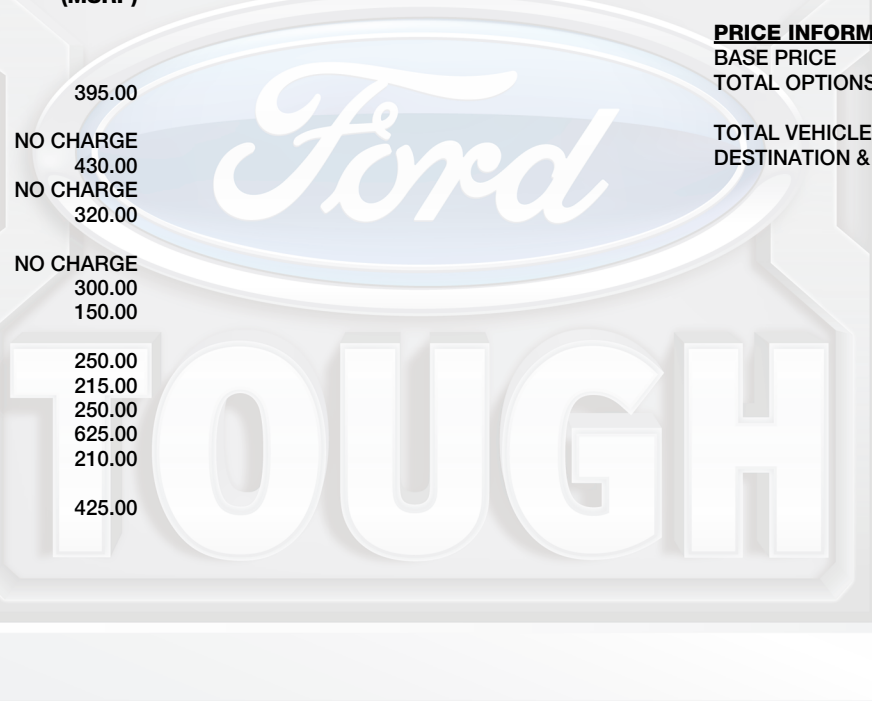 (MSRP)
395.00
NO CHARGE
430.00
NO CHARGE
320.00
NO CHARGE
300.00
150.00
250.00
215.00
250.00
625.00
210.00
425.00
PRICE INFORM
BASE PRICE
TOTAL OPTIONS
TOTAL VEHICLE
DESTINATION &
Ford
TOUGH